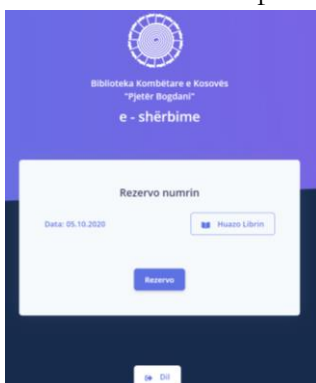 Biblioteka Kombëtare e Kosovës
"Pjetër Bogdani"
e - shërbime
Rezervo numrin
Data: 05.10.2020
Huazo Librin
Rezervo
Dil